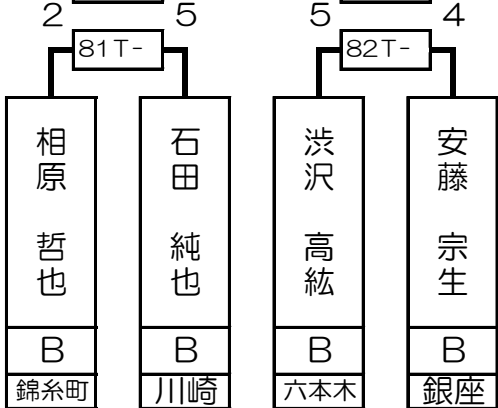 2 5 5 4
81T- 82T-
相原 哲也
石田 純也
渋沢 高紘
安藤 宗生
B B B B
錦糸町 川崎 六本木 銀座